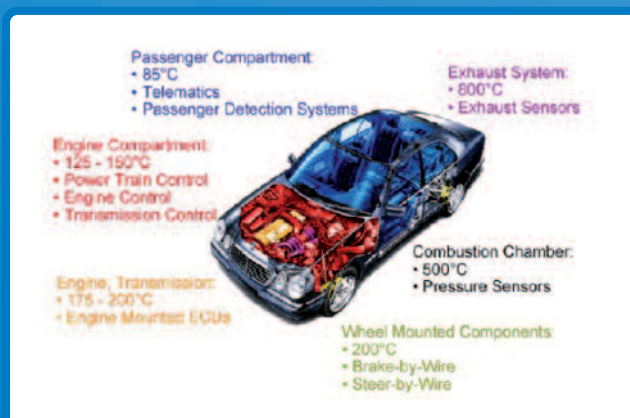 Passenger Compartment:
• 85°C
• Telematics
• Passenger Detection Systems
Exhaust System:
• 800°C
• Exhaust Sensors
Engine Compartment:
• 125 - 150°C
• Power Train Control
• Engine Control
• Transmission Control
Combustion Chamber:
• 500°C
• Pressure Sensors
Engine, Transmission:
• 175 - 200°C
• Engine Mounted ECUs
Wheel Mounted Components:
• 200°C
• Brake-by-Wire
• Steer-by-Wire